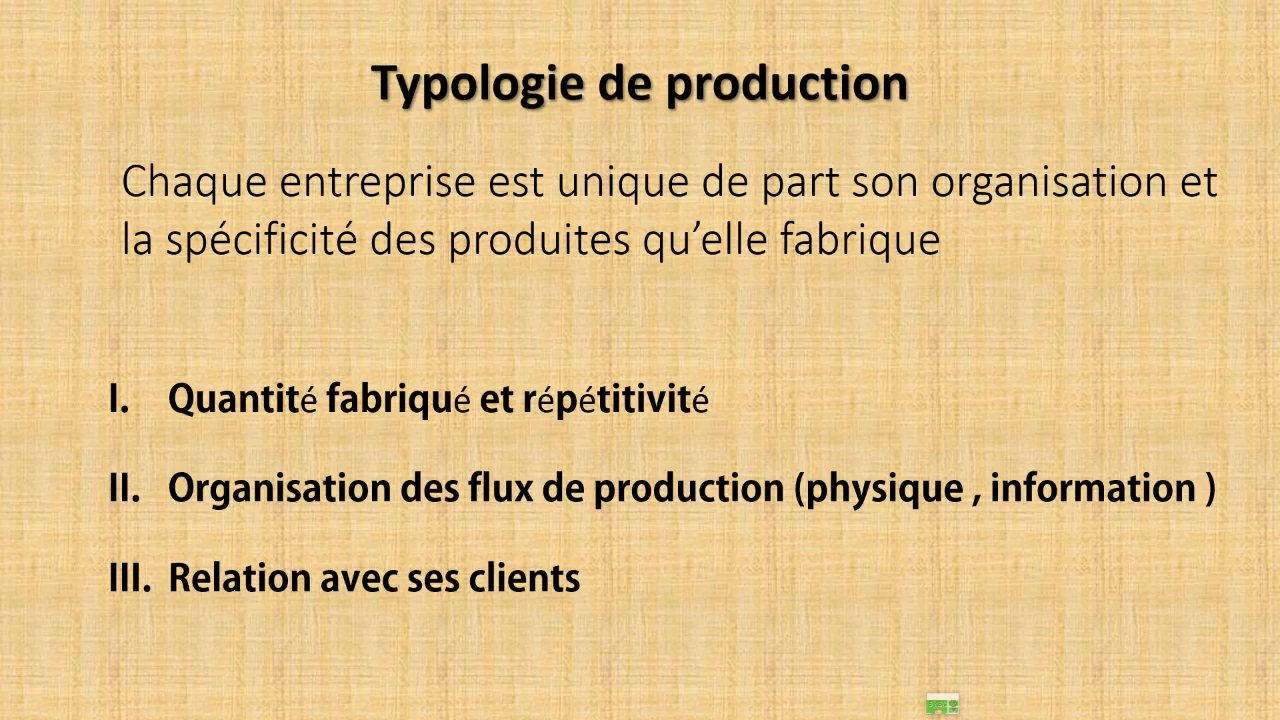 Typologie de production
Chaque entreprise est unique de part son organisation et
la spécificité des produites qu’elle fabrique
I. Quantité fabriqué et répétitivité
II. Organisation des flux de production (physique , information )
III. Relation avec ses clients